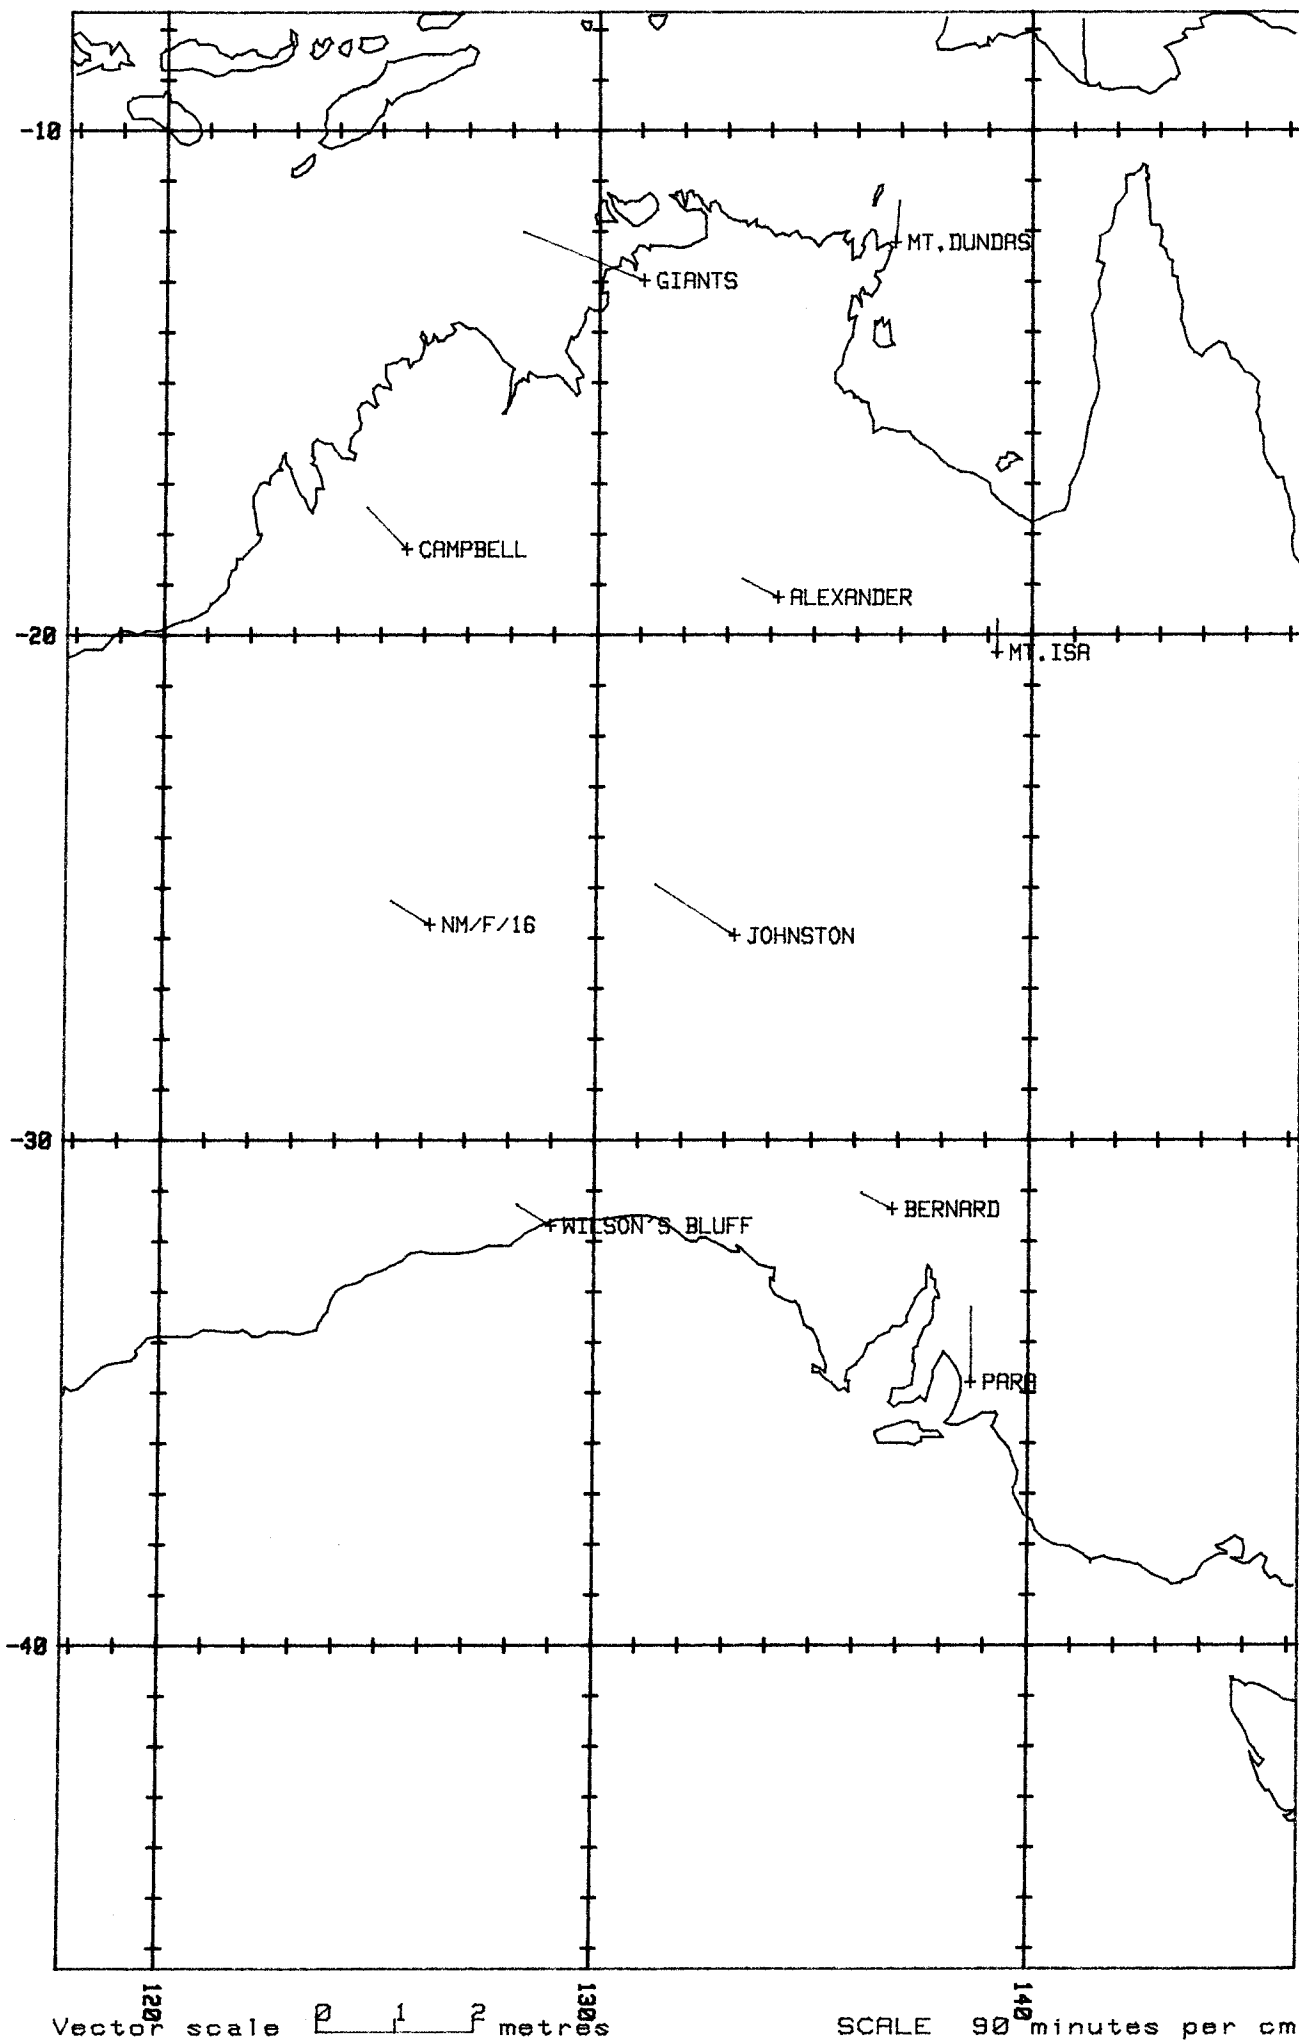 -10
MT.DUNDAS
GIANTS
CAMPBELL
ALEXANDER
-20
MT.ISA
NM/F/16
JOHNSTON
-30
BERNARD
WILSON'S BLUFF
PARA
-40
120
130
140
0 1 2
Vector scale metres
SCALE 90 minutes per cm